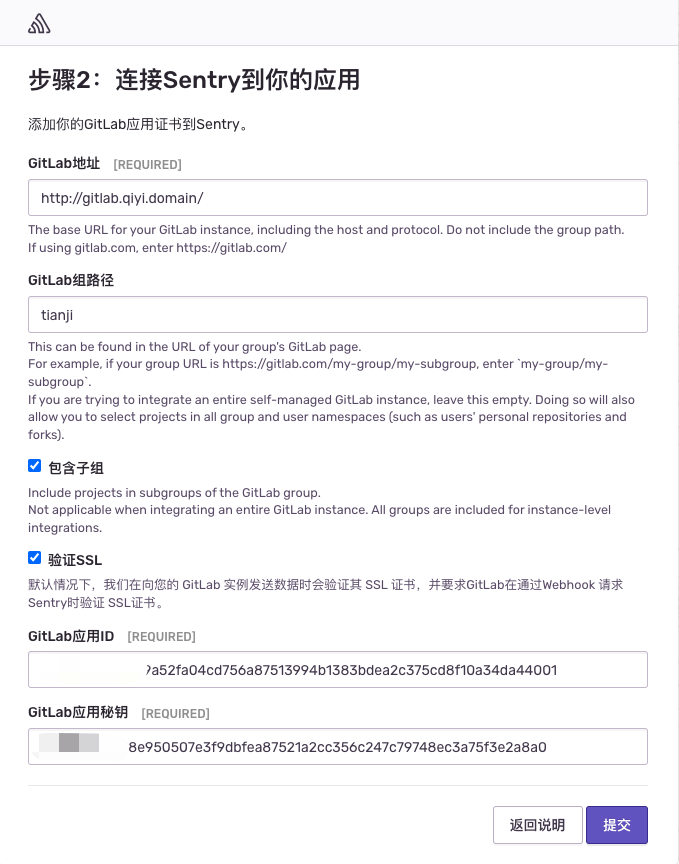 步骤2：连接Sentry到你的应用
添加你的GitLab应用证书到Sentry。
GitLab地址 [REQUIRED]
http://gitlab.qiyi.domain/
The base URL for your GitLab instance, including the host and protocol. Do not include the group path.
If using gitlab.com, enter https://gitlab.com/
GitLab组路径
tianji
This can be found in the URL of your group's GitLab page.
For example, if your group URL is https://gitlab.com/my-group/my-subgroup, enter `my-group/my-
subgroup`.
If you are trying to integrate an entire self-managed GitLab instance, leave this empty. Doing so will also
allow you to select projects in all group and user namespaces (such as users' personal repositories and
forks).
包含子组
Include projects in subgroups of the GitLab group.
Not applicable when integrating an entire GitLab instance. All groups are included for instance-level
integrations.
验证SSL
默认情况下，我们在向您的 GitLab 实例发送数据时会验证其 SSL 证书，并要求GitLab在通过Webhook 请求
Sentry时验证 SSL证书。
GitLab应用ID [REQUIRED]
a52fa04cd756a87513994b1383bdea2c375cd8f10a34da44001
GitLab应用秘钥 [REQUIRED]
8e950507e3f9dbfea87521a2cc356c247c79748ec3a75f3e2a8a0
返回说明 提交